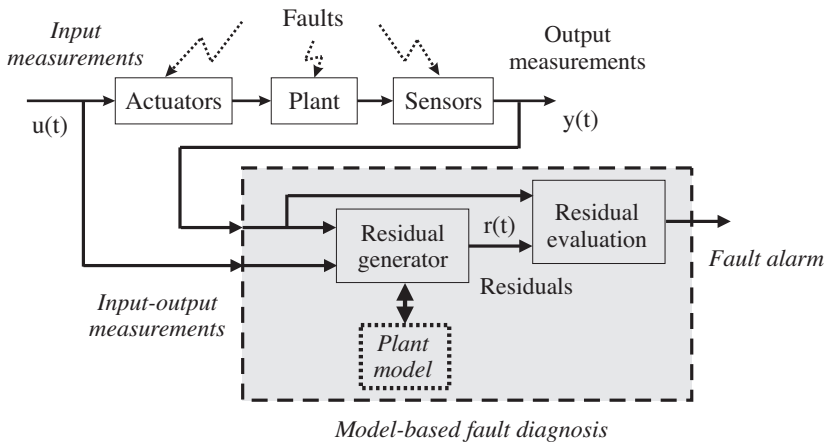 Faults
Input
measurements
Output
measurements
Actuators
Plant
Sensors
u(t)
y(t)
Residual
generator
r(t)
Residuals
Residual
evaluation
Fault alarm
Input-output
measurements
Plant
model
Model-based fault diagnosis